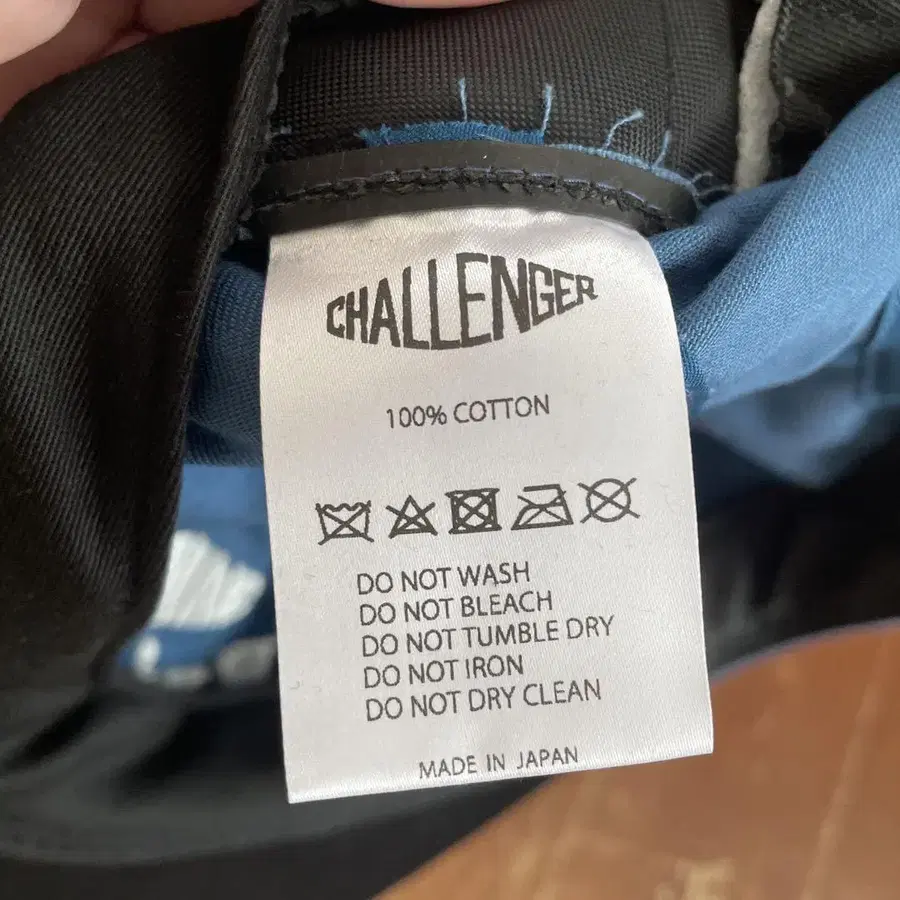 CHALLENGER
100% COTTON
DO NOT WASH
DO NOT BLEACH
DO NOT TUMBLE DRY
DO NOT IRON
DO NOT DRY CLEAN
MADE IN JAPAN